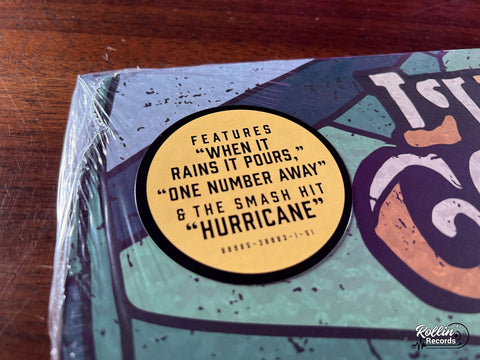 FEATURES
"WHEN IT
RAINS IT POURS,"
"ONE NUMBER AWAY"
& THE SMASH HIT
"HURRICANE"
Rollin
Records